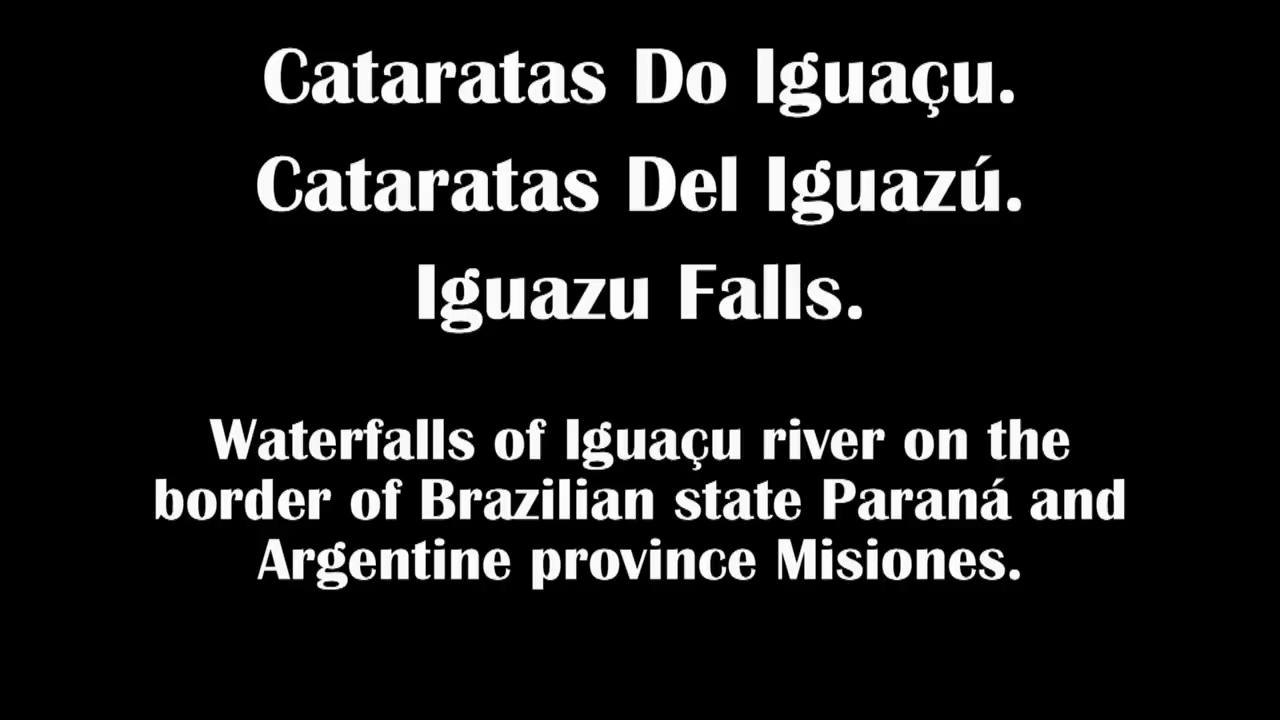 Cataratas Do Iguaçu.
Cataratas Del Iguazú.
Iguazu Falls.
Waterfalls of Iguaçu river on the
border of Brazilian state Paraná and
Argentine province Misiones.